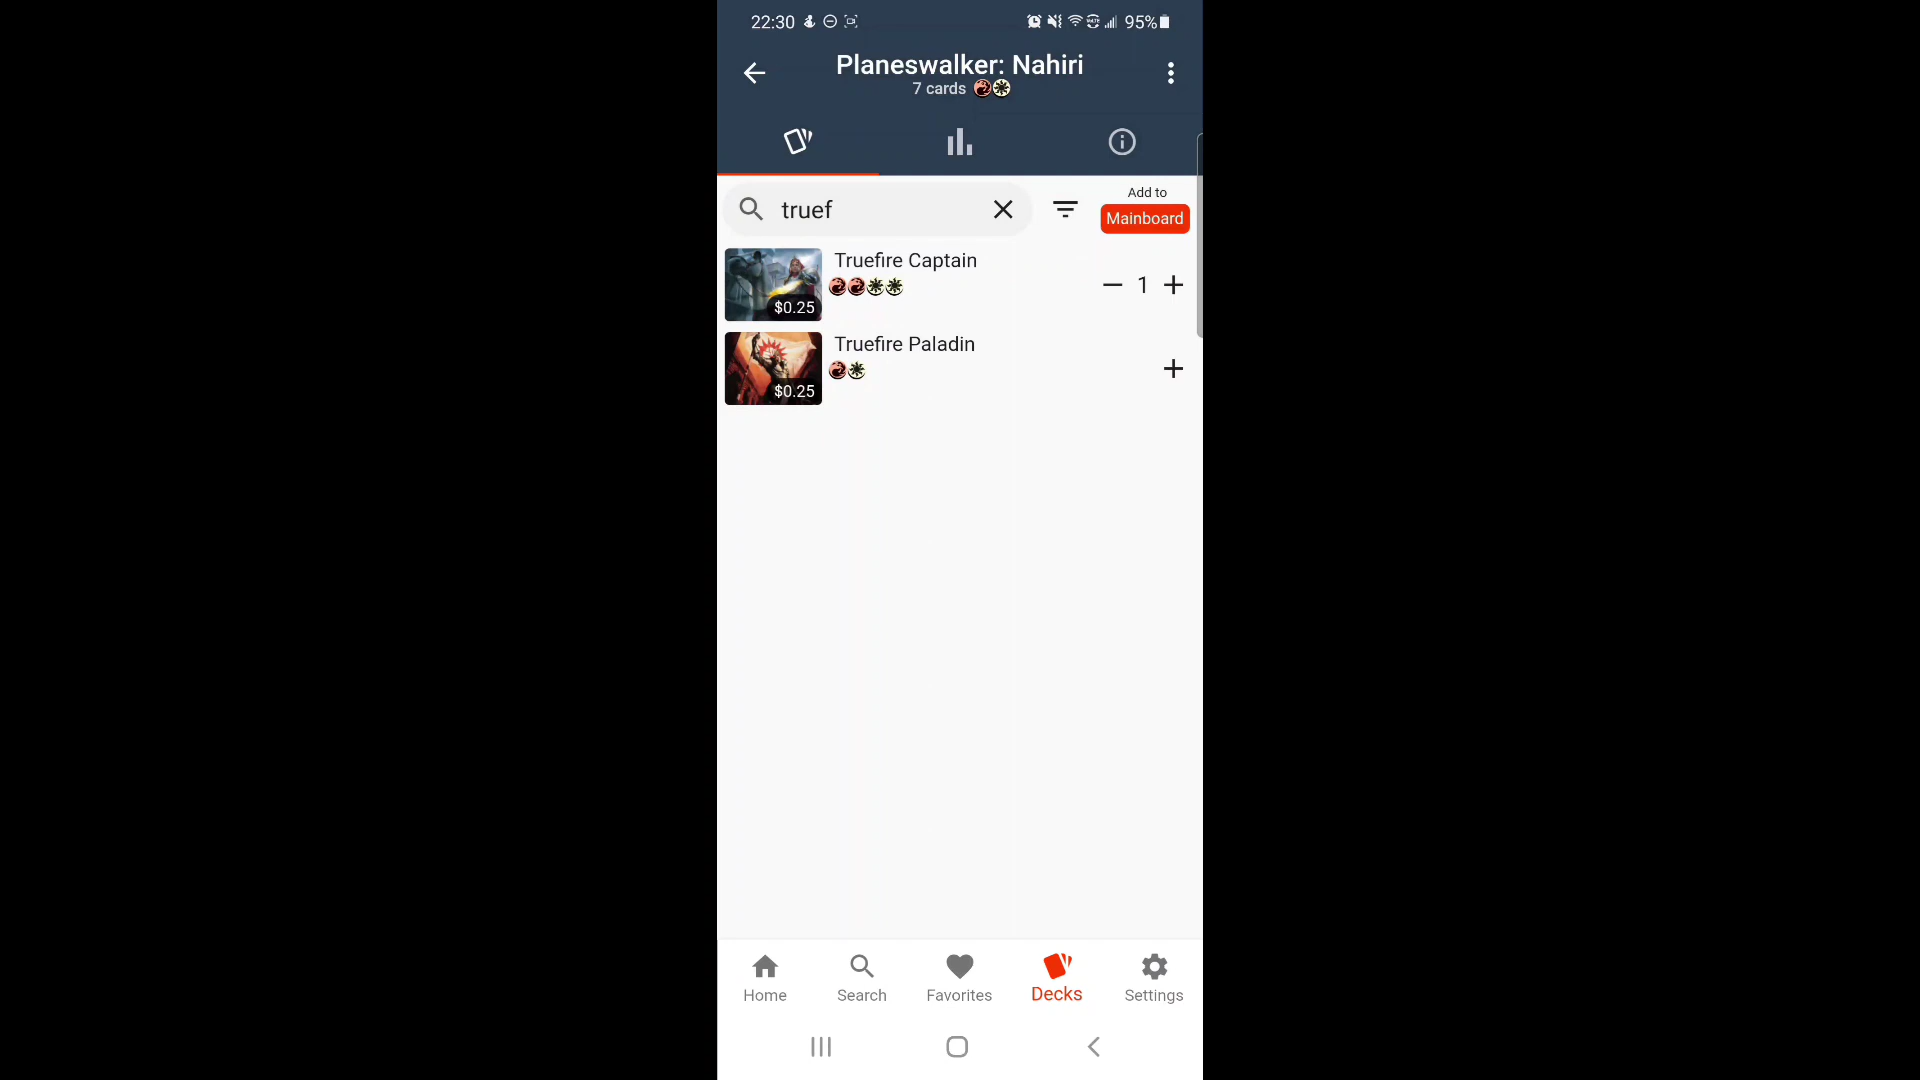 22:30 95%
Planeswalker: Nahiri
7 cards
truef
Add to
Mainboard
Truefire Captain
$0.25
1
Truefire Paladin
$0.25
Home Search Favorites Decks Settings